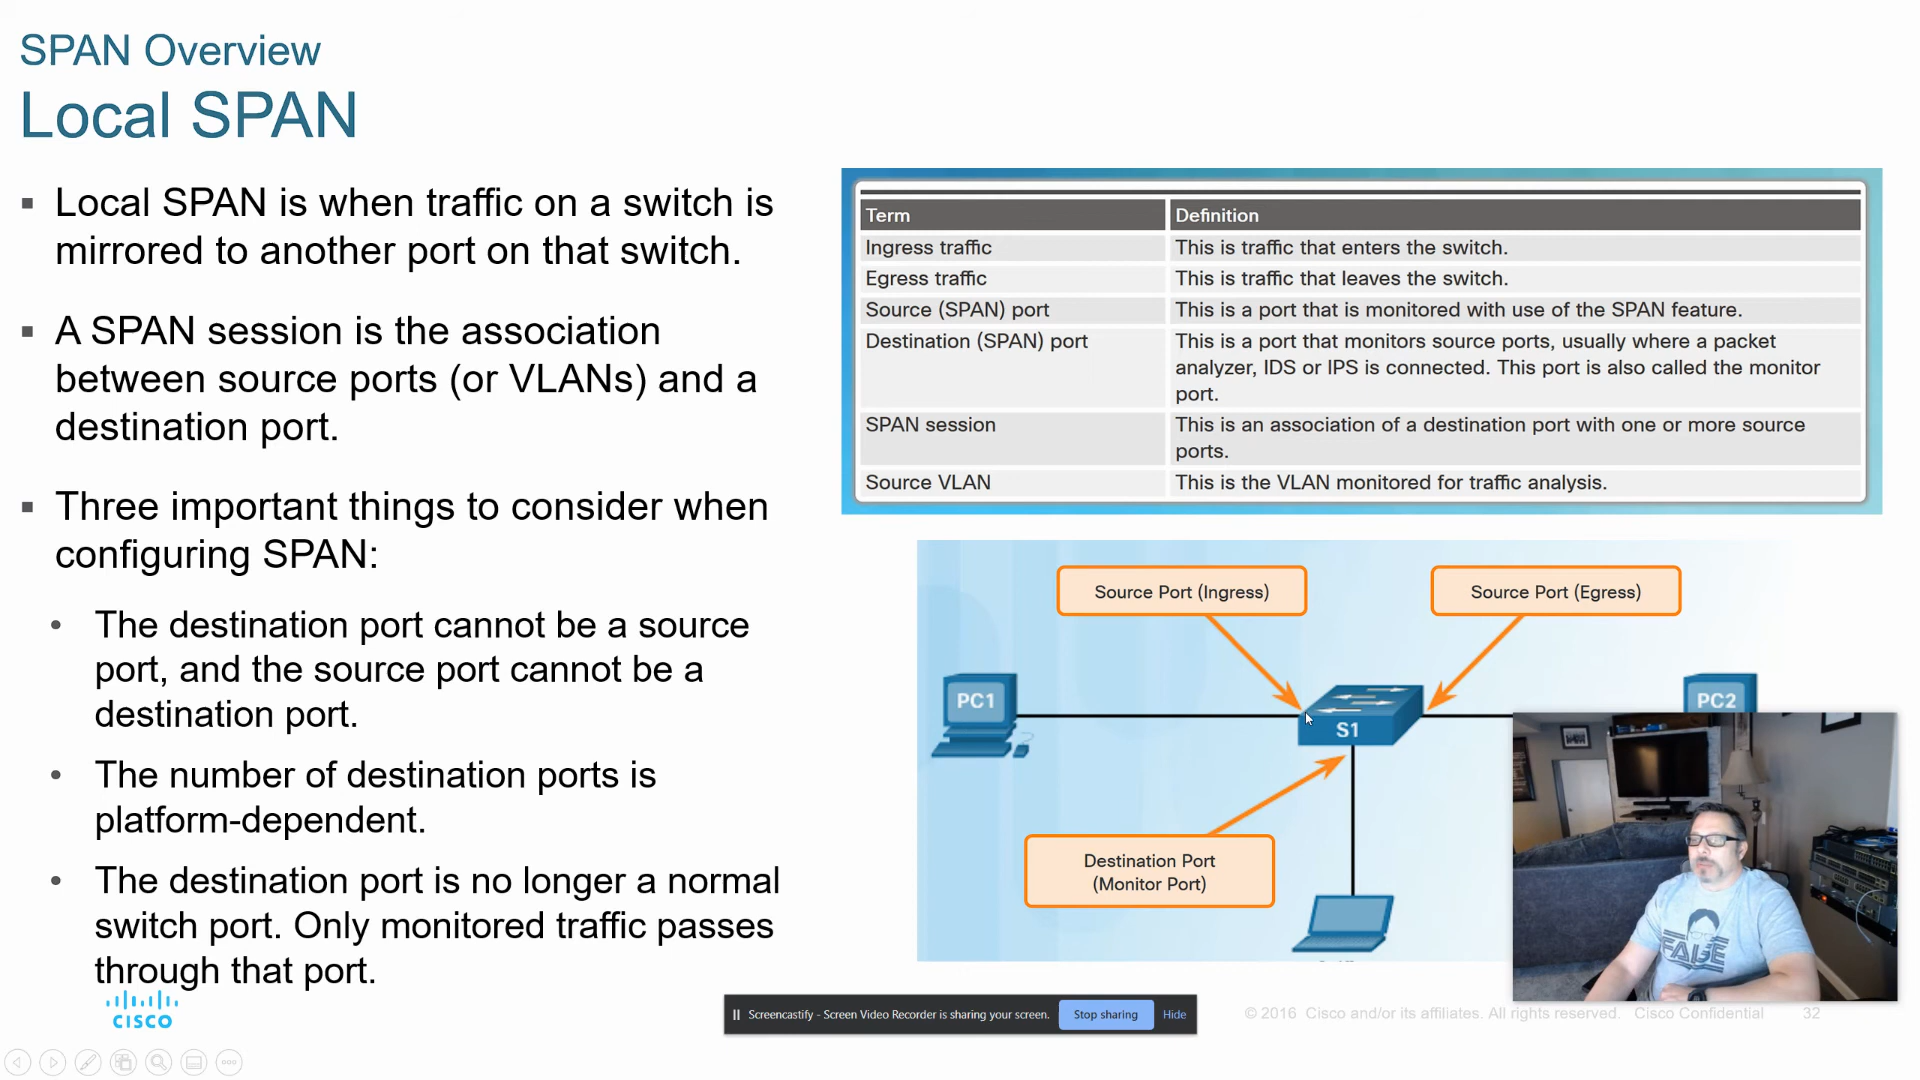 SPAN Overview
Local SPAN
▪ Local SPAN is when traffic on a switch is
mirrored to another port on that switch.
▪ A SPAN session is the association
between source ports (or VLANs) and a
destination port.
▪ Three important things to consider when
configuring SPAN:
• The destination port cannot be a source
port, and the source port cannot be a
destination port.
• The number of destination ports is
platform-dependent.
• The destination port is no longer a normal
switch port. Only monitored traffic passes
through that port.
Term Definition
Ingress traffic This is traffic that enters the switch.
Egress traffic This is traffic that leaves the switch.
Source (SPAN) port This is a port that is monitored with use of the SPAN feature.
Destination (SPAN) port This is a port that monitors source ports, usually where a packet
analyzer, IDS or IPS is connected. This port is also called the monitor
port.
SPAN session This is an association of a destination port with one or more source
ports.
Source VLAN This is the VLAN monitored for traffic analysis.
Source Port (Ingress)
Source Port (Egress)
PC1
PC2
S1
Destination Port
(Monitor Port)
CISCO
Screencastify - Screen Video Recorder is sharing your screen. Stop sharing Hide
© 2016 Cisco and/or its affiliates. All rights reserved. Cisco Confidential 32